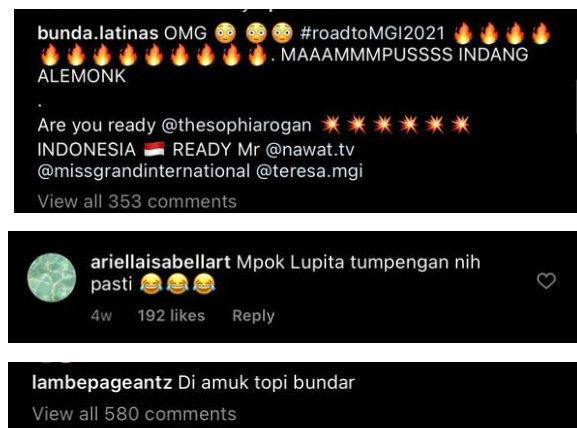 bunda.latinas OMG 😳 😳 😳 #roadtoMGI2021 🔥 🔥 🔥 🔥
🔥 🔥 🔥 🔥 🔥 🔥 🔥 🔥 🔥. MAAAMMMPUSSSS INDANG
ALEMONK
.
Are you ready @thesophiarogan 💥 💥 💥 💥 💥 💥
INDONESIA 🇮🇩 READY Mr @nawat.tv
@missgrandinternational @teresa.mgi
View all 353 comments
ariellaisabellart Mpok Lupita tumpengan nih
pasti 😂😂😂
4w 192 likes Reply
lambepageantz Di amuk topi bundar
View all 580 comments